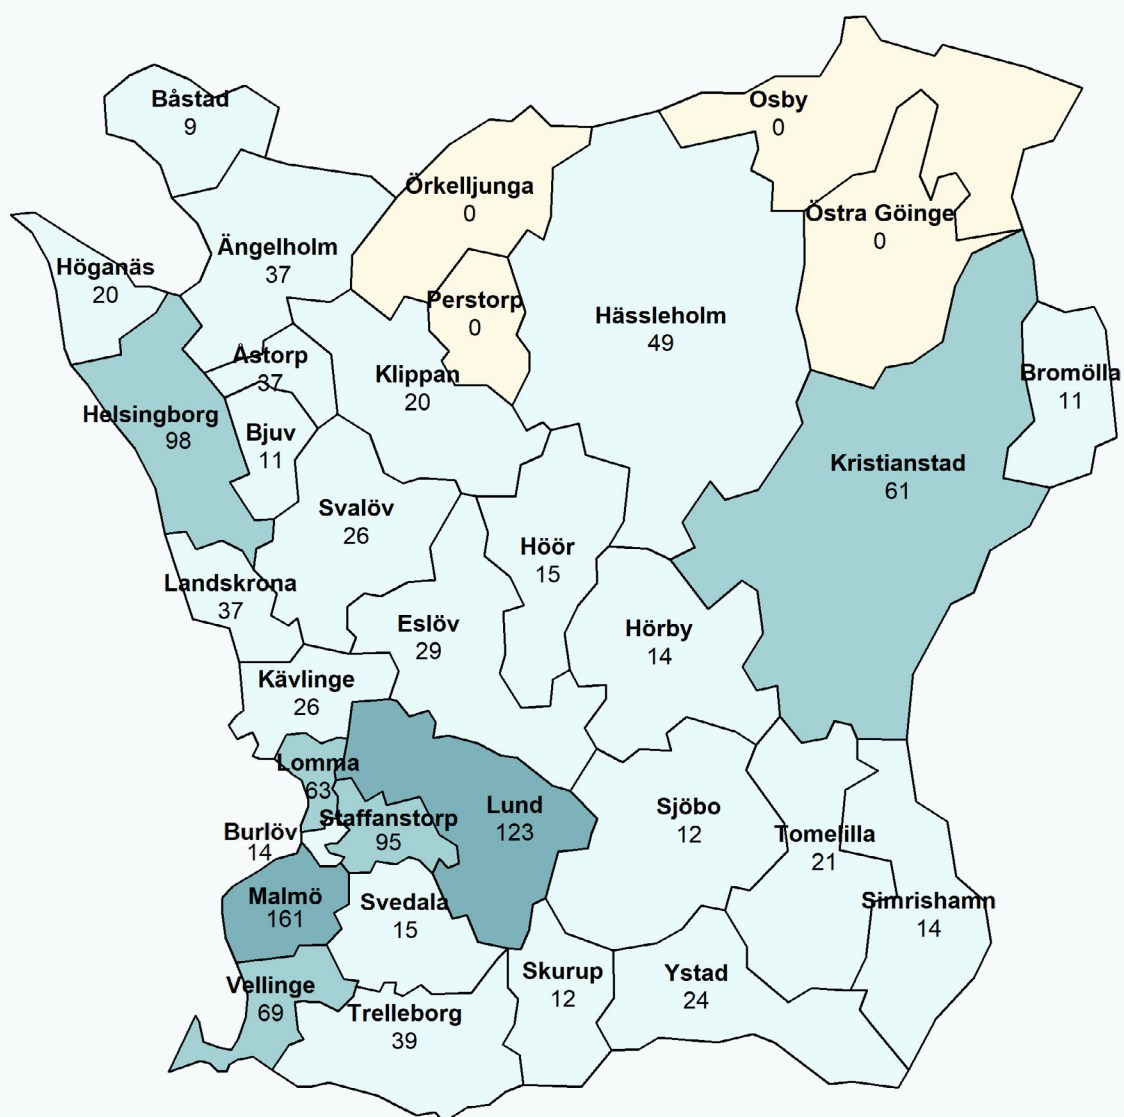 Båstad
9
Osby
0
Örkelljunga
0
Östra Göinge
0
Ängelholm
37
Höganäs
20
Perstorp
0
Hässleholm
49
Åstorp
37
Klippan
20
Bromölla
11
Helsingborg
98
Bjuv
11
Kristianstad
61
Svalöv
26
Höör
15
Landskrona
37
Eslöv
29
Hörby
14
Kävlinge
26
Lomma
63
Lund
123
Sjöbo
12
Staffanstorp
95
Burlöv
14
Tomelilla
21
Malmö
161
Svedala
15
Simrishamn
14
Skurup
12
Ystad
24
Vellinge
69
Trelleborg
39